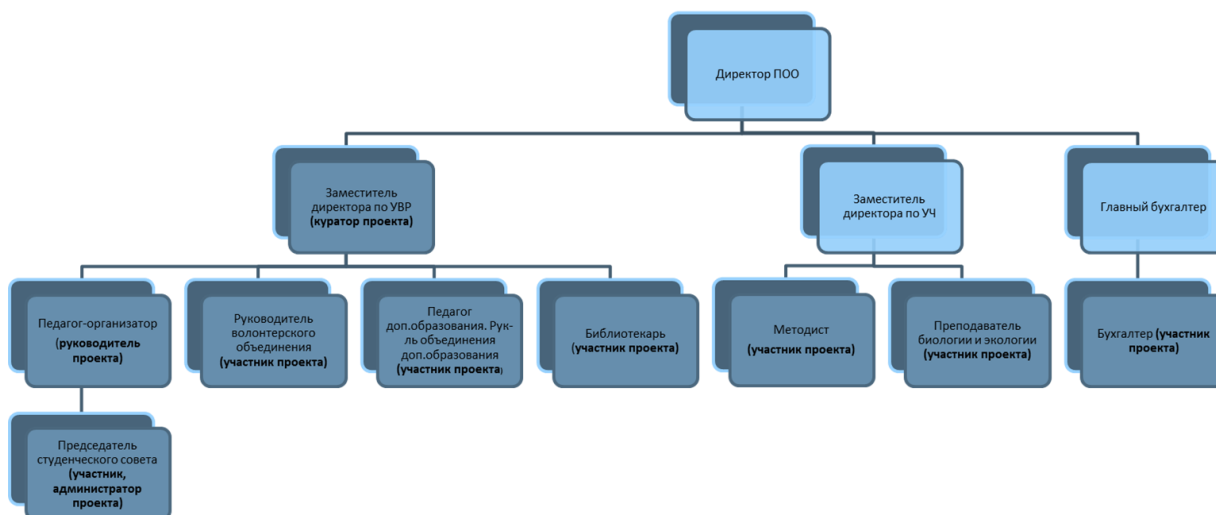 Директор ПОО
Заместитель
директора по УВР
(куратор проекта)
Заместитель
директора по УЧ
Главный бухгалтер
Педагог-организатор
(руководитель
проекта)
Руководитель
волонтерского
объединения
(участник проекта)
Педагог
доп.образования. Рук-
ль объединения
доп.образования
(участник проекта)
Библиотекарь
(участник проекта)
Методист
(участник проекта)
Преподаватель
биологии и экологии
(участник проекта)
Бухгалтер (участник
проекта)
Председатель
студенческого совета
(участник,
администратор
проекта)